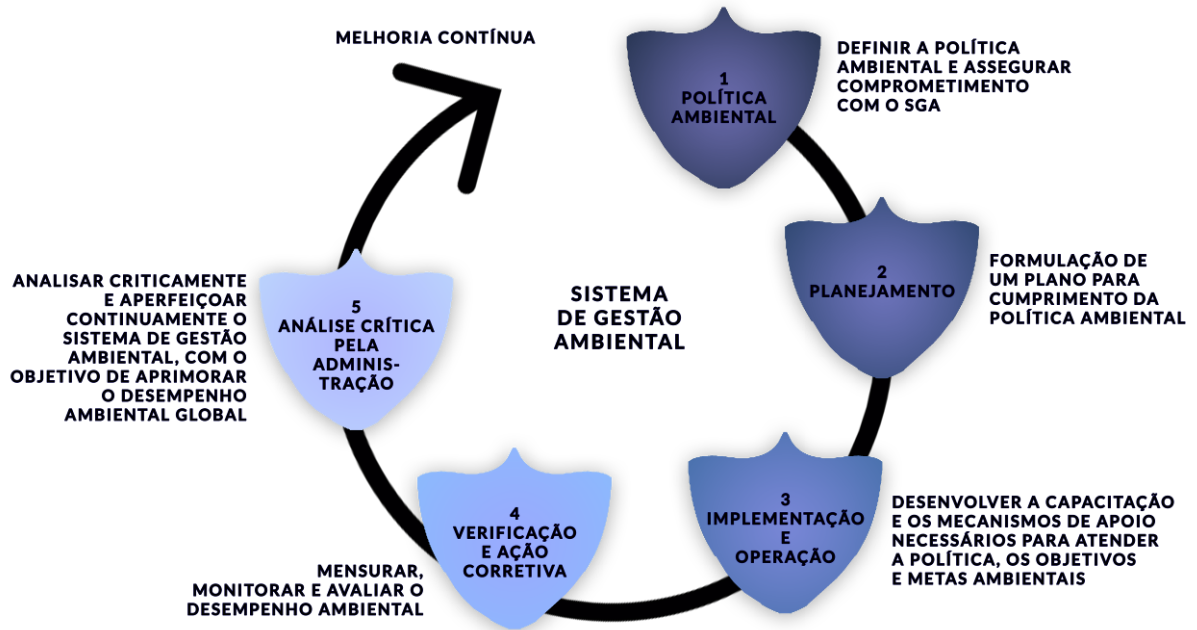 MELHORIA CONTÍNUA
1
POLÍTICA
AMBIENTAL
DEFINIR A POLÍTICA
AMBIENTAL E ASSEGURAR
COMPROMETIMENTO
COM O SGA
2
PLANEJAMENTO
FORMULAÇÃO DE
UM PLANO PARA
CUMPRIMENTO DA
POLÍTICA AMBIENTAL
SISTEMA
DE GESTÃO
AMBIENTAL
3
IMPLEMENTAÇÃO
E
OPERAÇÃO
DESENVOLVER A CAPACITAÇÃO
E OS MECANISMOS DE APOIO
NECESSÁRIOS PARA ATENDER
A POLÍTICA, OS OBJETIVOS
E METAS AMBIENTAIS
4
VERIFICAÇÃO
E AÇÃO
CORRETIVA
MENSURAR,
MONITORAR E AVALIAR O
DESEMPENHO AMBIENTAL
5
ANÁLISE CRÍTICA
PELA
ADMINIS-
TRAÇÃO
ANALISAR CRITICAMENTE
E APERFEIÇOAR
CONTINUAMENTE O
SISTEMA DE GESTÃO
AMBIENTAL, COM O
OBJETIVO DE APRIMORAR
O DESEMPENHO
AMBIENTAL GLOBAL